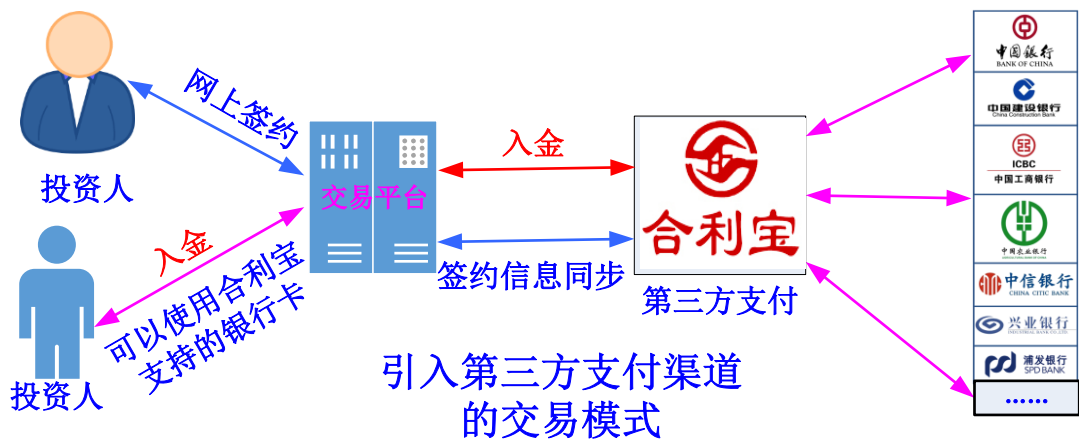 网上签约
投资人
入金
可以使用合利宝
支持的银行卡
投资人
交易平台
入金
签约信息同步
合利宝
第三方支付
引入第三方支付渠道
的交易模式
中国银行
BANK OF CHINA
中国建设银行
China Construction Bank
ICBC
中国工商银行
中国农业银行
中信银行
CHINA CITIC BANK
兴业银行
INDUSTRIAL BANK CO.,LTD.
浦发银行
SPD BANK
……